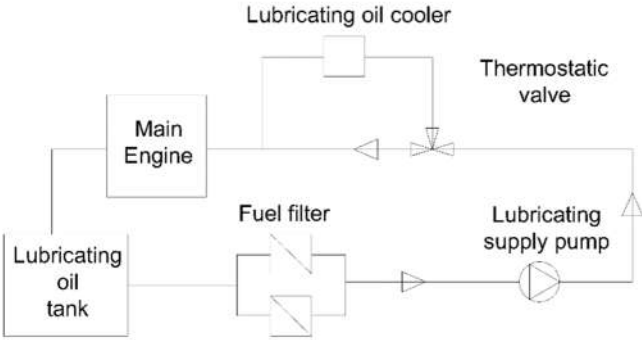 Lubricating oil cooler
Thermostatic
valve
Main
Engine
Fuel filter
Lubricating
supply pump
Lubricating
oil
tank